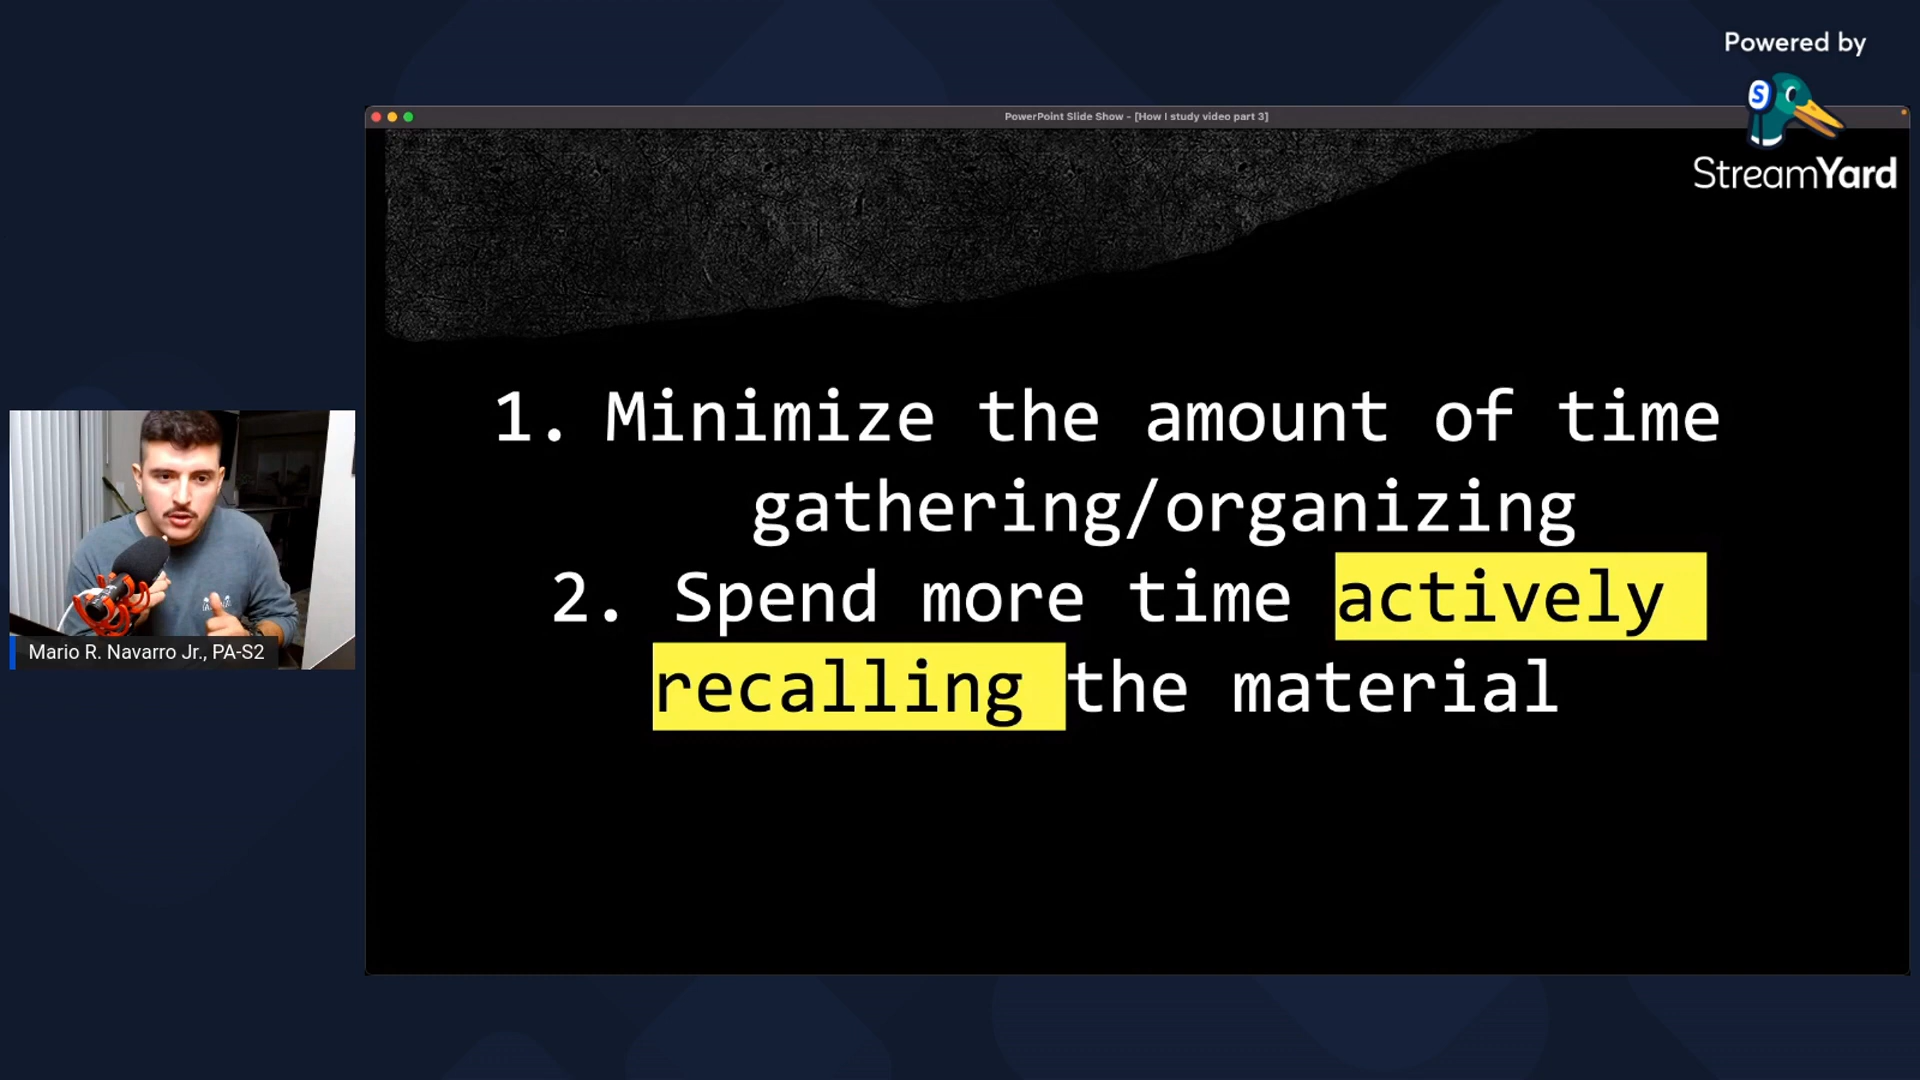 Powered by
S
StreamYard
PowerPoint Slide Show - [How I study video part 3]
1. Minimize the amount of time
gathering/organizing
2. Spend more time actively
recalling the material
Mario R. Navarro Jr., PA-S2